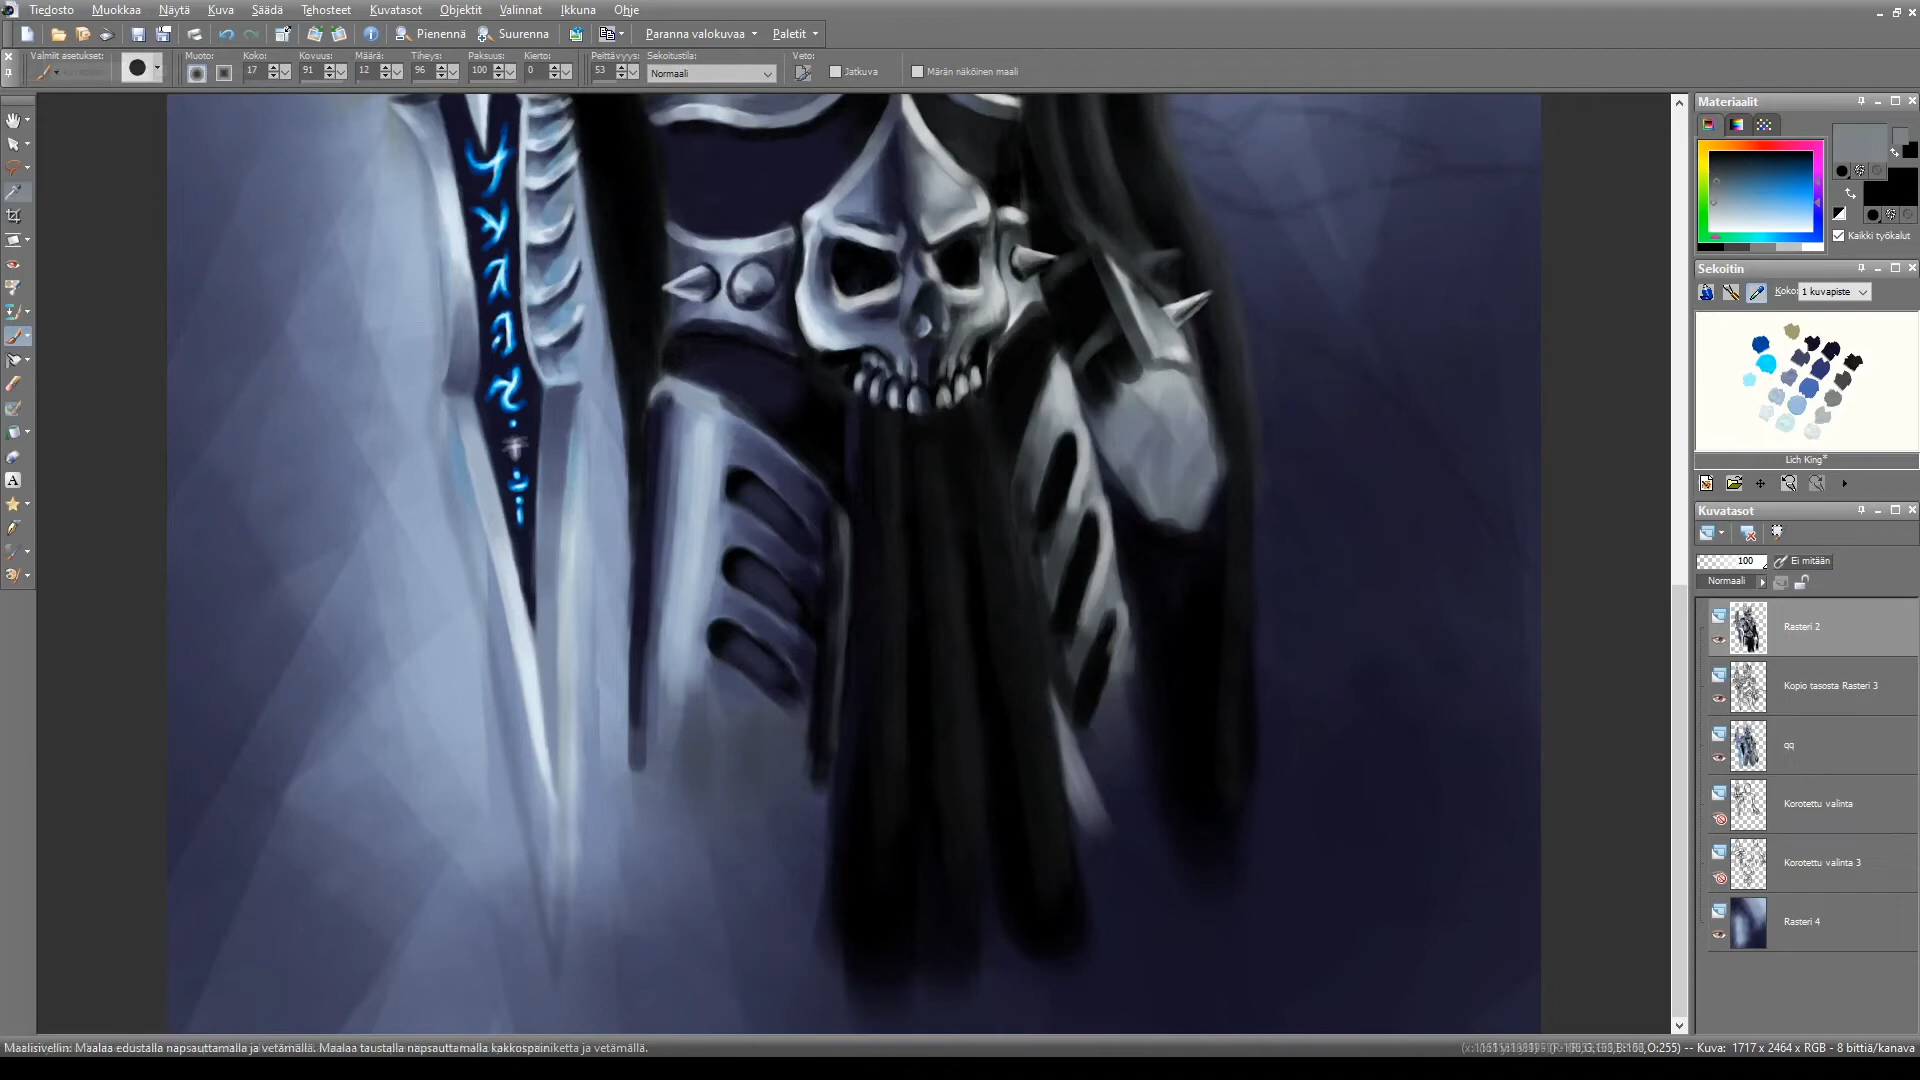 Tiedosto Muokkaa Näytä Kuva Säädä Tehosteet Kuvatasot Objektit Valinnat Ikkuna Ohje
Pienennä Suurenna Paranna valokuvaa Paletit
Valmiit asetukset: Muoto: Koko: Kovuus: Määrä: Tiheys: Paksuus: Kierto: Peittävyys: Sekoitustila: Veto:
17 91 12 96 100 0 53 Normaali Jatkuva Märän näköinen maali
Materiaalit
Kaikki työkalut
Sekoitin
Koko: 1 kuvapiste
Lich King*
Kuvatasot
100 Ei mitään
Normaali
Rasteri 2
Kopio tasosta Rasteri 3
qq
Korotettu valinta
Korotettu valinta 3
Rasteri 4
A
Maalisivellin: Maalaa edustalla napsauttamalla ja vetämällä. Maalaa taustalla napsauttamalla kakkospainiketta ja vetämällä.
O:255) -- Kuva: 1717 x 2464 x RGB - 8 bittiä/kanava